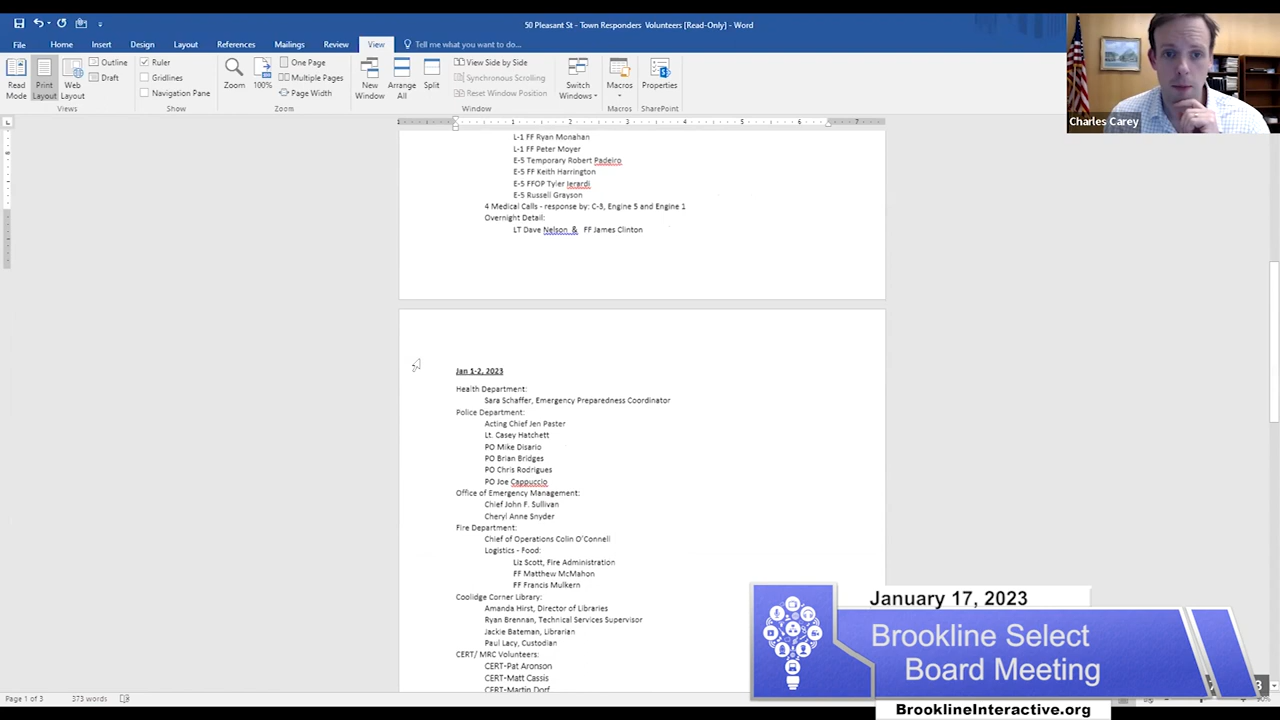 50 Pleasant St - Town Responders Volunteers [Read-Only] - Word
File Home Insert Design Layout References Mailings Review View Tell me what you want to do...
Read Mode
Print Layout
Web Layout
Outline
Draft
Views
Ruler
Gridlines
Navigation Pane
Show
Zoom
100%
One Page
Multiple Pages
Page Width
Zoom
New Window
Arrange All
Split
View Side by Side
Synchronous Scrolling
Reset Window Position
Window
Switch Windows
Macros
Macros
Properties
SharePoint
Charles Carey
1 1 2 3 4 5 6 7
L-1 FF Ryan Monahan
L-1 FF Peter Moyer
E-5 Temporary Robert Padeiro
E-5 FF Keith Harrington
E-5 FFOP Tyler Ierardi
E-5 Russell Grayson
4 Medical Calls - response by: C-3, Engine 5 and Engine 1
Overnight Detail:
LT Dave Nelson & FF James Clinton
Jan 1-2, 2023
Health Department:
Sara Schaffer, Emergency Preparedness Coordinator
Police Department:
Acting Chief Jen Paster
Lt. Casey Hatchett
PO Mike Disario
PO Brian Bridges
PO Chris Rodrigues
PO Joe Cappuccio
Office of Emergency Management:
Chief John F. Sullivan
Cheryl Anne Snyder
Fire Department:
Chief of Operations Colin O'Connell
Logistics - Food:
Liz Scott, Fire Administration
FF Matthew McMahon
FF Francis Mulkern
Coolidge Corner Library:
Amanda Hirst, Director of Libraries
Ryan Brennan, Technical Services Supervisor
Jackie Bateman, Librarian
Paul Lacy, Custodian
CERT/ MRC Volunteers:
CERT-Pat Aronson
CERT-Matt Cassis
CERT-Martin Dorf
January 17, 2023
Brookline Select
Board Meeting
BrooklineInteractive.org
Page 1 of 3 373 words